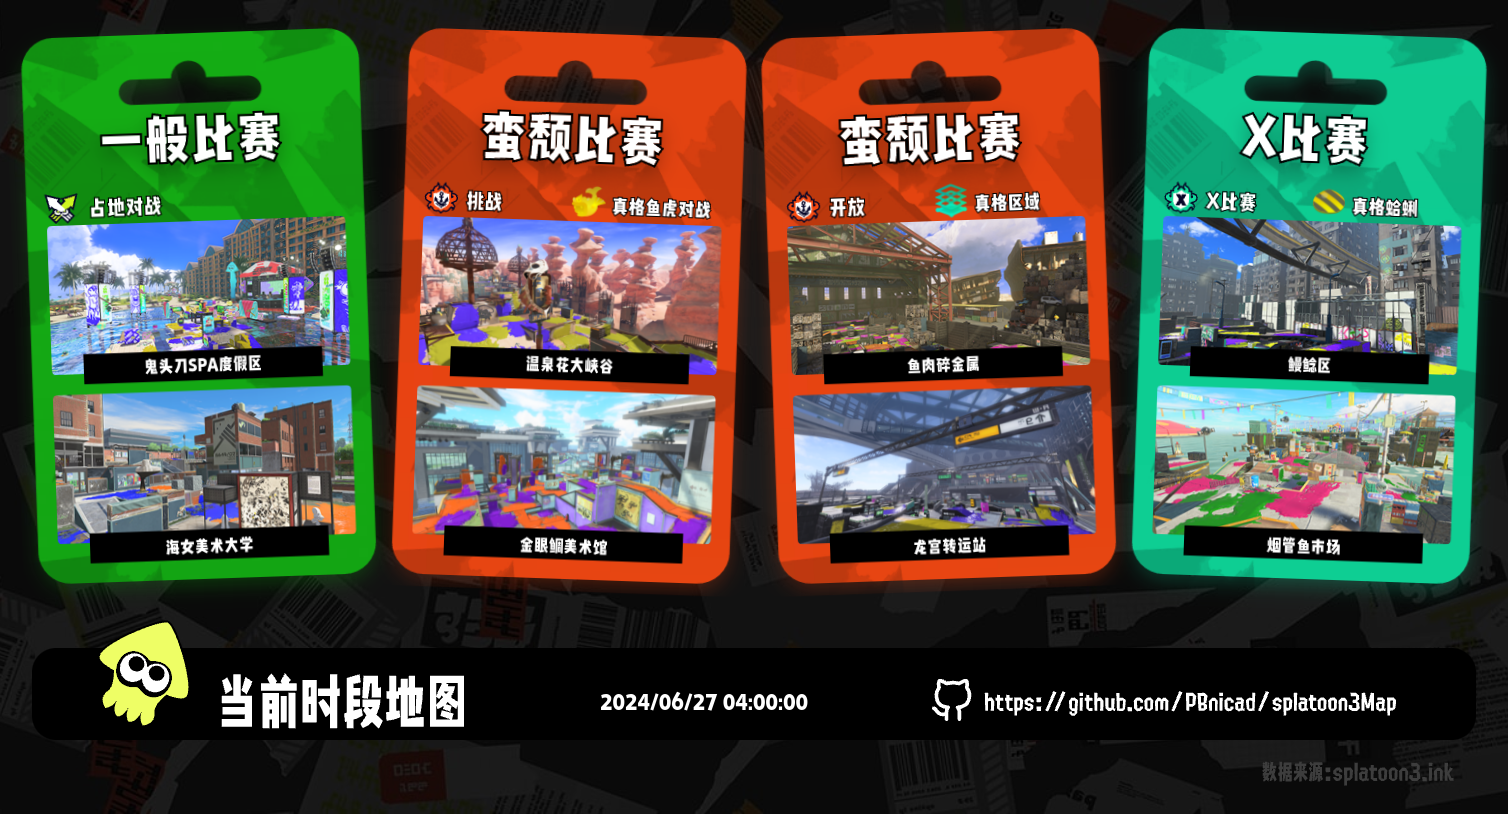 一般比赛
占地对战
鬼头刀SPA度假区
海女美术大学
蛮颓比赛
挑战
真格鱼虎对战
温泉花大峡谷
金眼鲷美术馆
蛮颓比赛
开放
真格区域
鱼肉碎金属
龙宫转运站
X比赛
X比赛
真格蛤蜊
鳗鲶区
烟管鱼市场
当前时段地图
2024/06/27 04:00:00
https://github.com/PBnicad/splatoon3Map
数据来源:splatoon3.ink